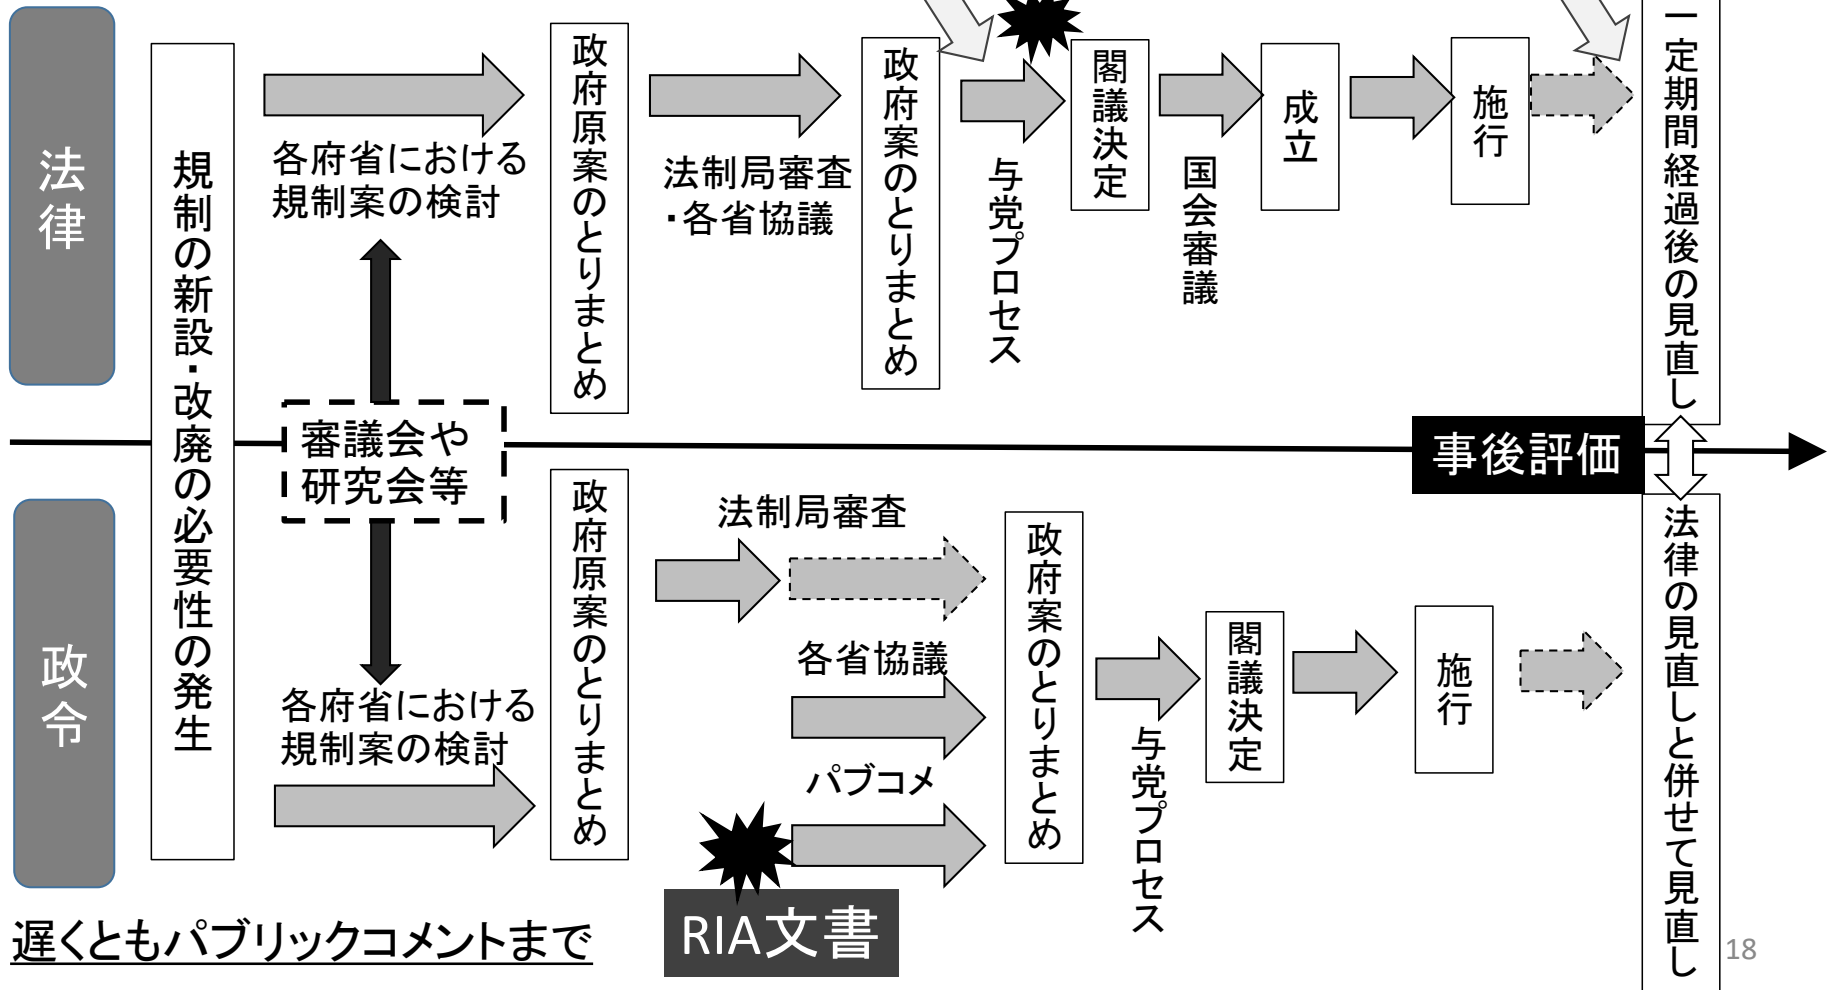 法律
規制の新設・改廃の必要性の発生
各府省における
規制案の検討
政府原案のとりまとめ
法制局審査
・各省協議
政府案のとりまとめ
与党プロセス
閣議決定
国会審議
成立
施行
一定期間経過後の見直し
審議会や
研究会等
事後評価
政令
各府省における
規制案の検討
政府原案のとりまとめ
法制局審査
各省協議
パブコメ
政府案のとりまとめ
与党プロセス
閣議決定
施行
法律の見直しと併せて見直し
遅くともパブリックコメントまで
RIA文書
18